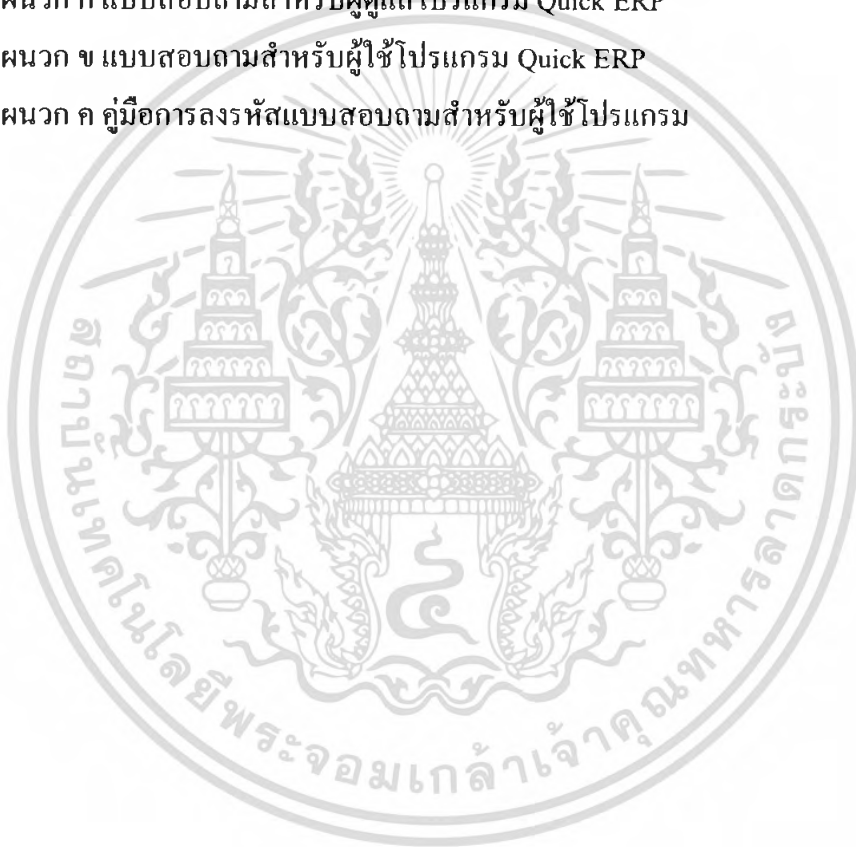 ผนวก ก แบบสอบถามสำหรับผู้ดูแลโปรแกรม Quick ERP
ผนวก ข แบบสอบถามสำหรับผู้ใช้โปรแกรม Quick ERP
ผนวก ค คู่มือการลงรหัสแบบสอบถามสำหรับผู้ใช้โปรแกรม
สถาบันเทคโนโลยีพระจอมเกล้าเจ้าคุณทหารลาดกระบัง
๔